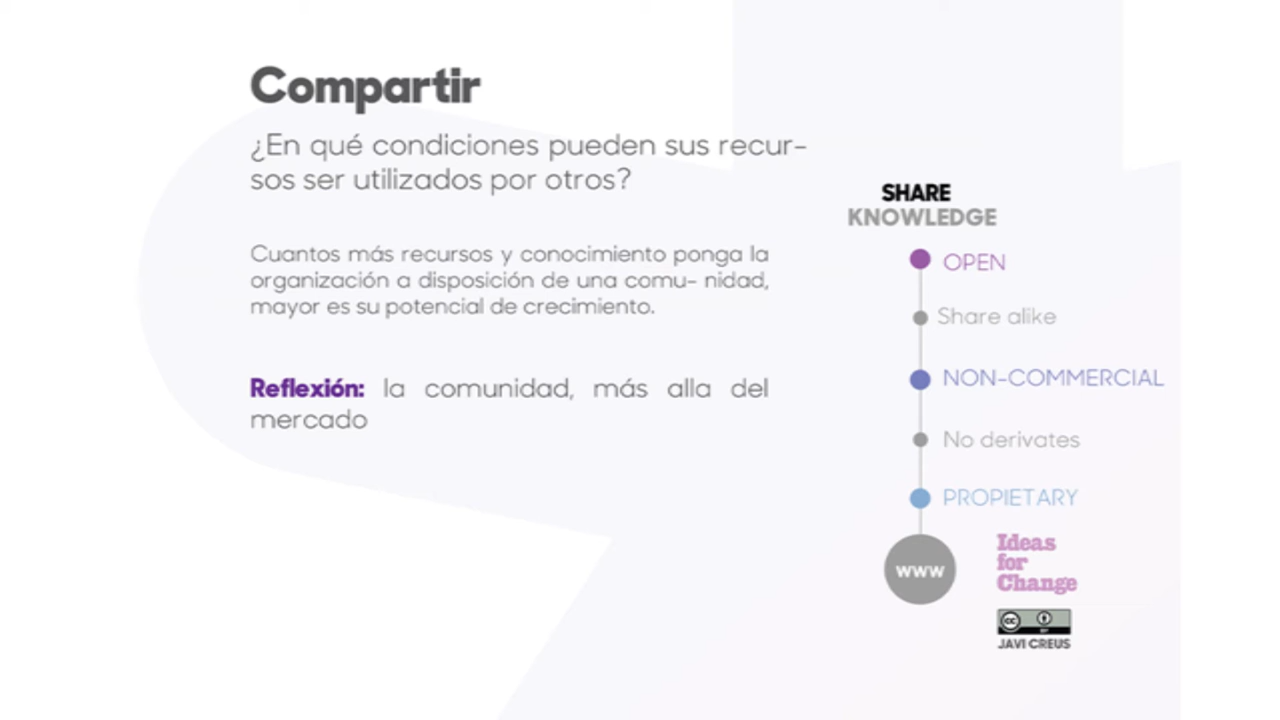 Compartir
¿En qué condiciones pueden sus recur-
sos ser utilizados por otros?
Cuantos más recursos y conocimiento ponga la
organización a disposición de una comu- nidad,
mayor es su potencial de crecimiento.
Reflexión: la comunidad, más alla del
mercado
SHARE
KNOWLEDGE
OPEN
Share alike
NON-COMMERCIAL
No derivates
PROPIETARY
www
Ideas
for
Change
cc
BY
JAVI CREUS